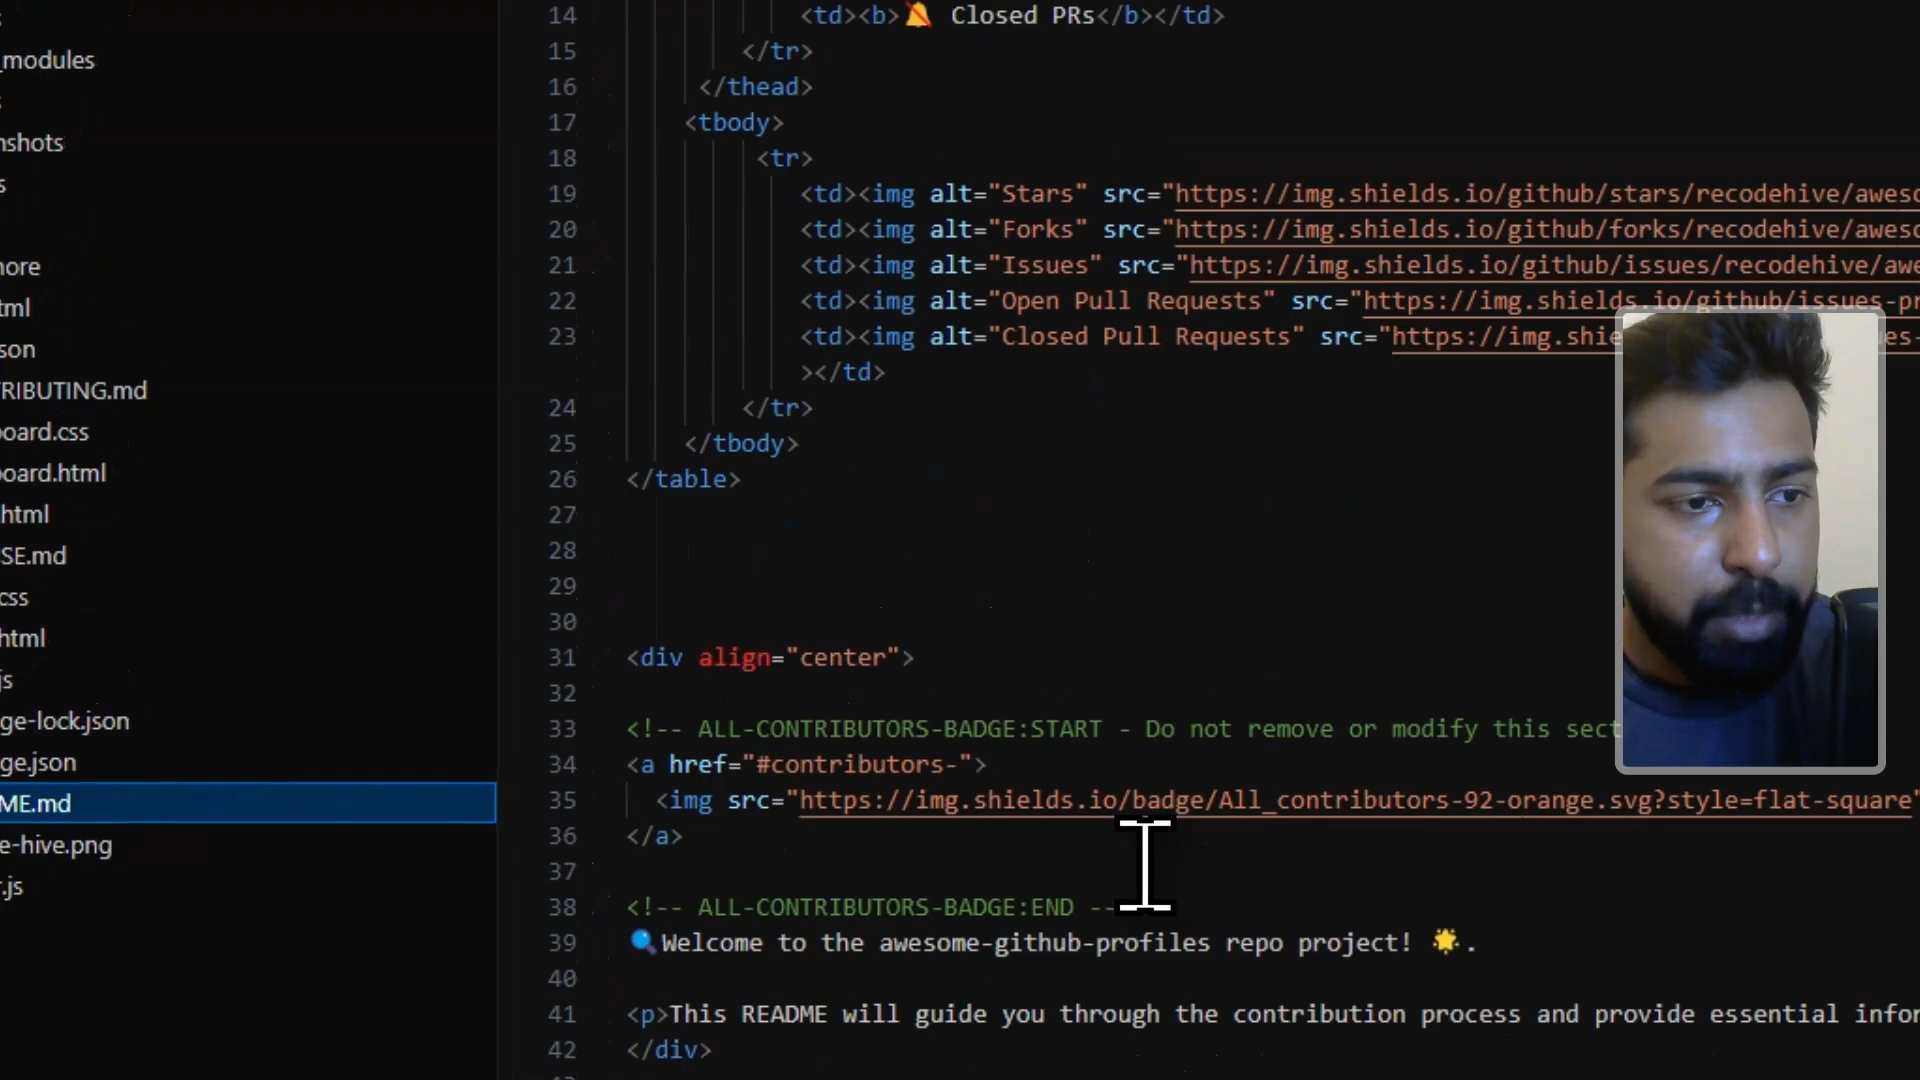 _modules
nshots
s
nore
tml
son
RIBUTING.md
oard.css
oard.html
html
SE.md
css
html
js
ge-lock.json
ge.json
ME.md
e-hive.png
r.js
14 <td><b>🔕 Closed PRs</b></td>
15 </tr>
16 </thead>
17 <tbody>
18 <tr>
19 <td><img alt="Stars" src="https://img.shields.io/github/stars/recodehive/aweso
20 <td><img alt="Forks" src="https://img.shields.io/github/forks/recodehive/aweso
21 <td><img alt="Issues" src="https://img.shields.io/github/issues/recodehive/awe
22 <td><img alt="Open Pull Requests" src="https://img.shields.io/github/issues-pr
23 <td><img alt="Closed Pull Requests" src="https://img.shie es-
></td>
24 </tr>
25 </tbody>
26 </table>
27
28
29
30
31 <div align="center">
32
33 <!-- ALL-CONTRIBUTORS-BADGE:START - Do not remove or modify this sect
34 <a href="#contributors-">
35 <img src="https://img.shields.io/badge/All_contributors-92-orange.svg?style=flat-square"
36 </a>
37
38 <!-- ALL-CONTRIBUTORS-BADGE:END --
39 🔍Welcome to the awesome-github-profiles repo project! 🌟.
40
41 <p>This README will guide you through the contribution process and provide essential infor
42 </div>